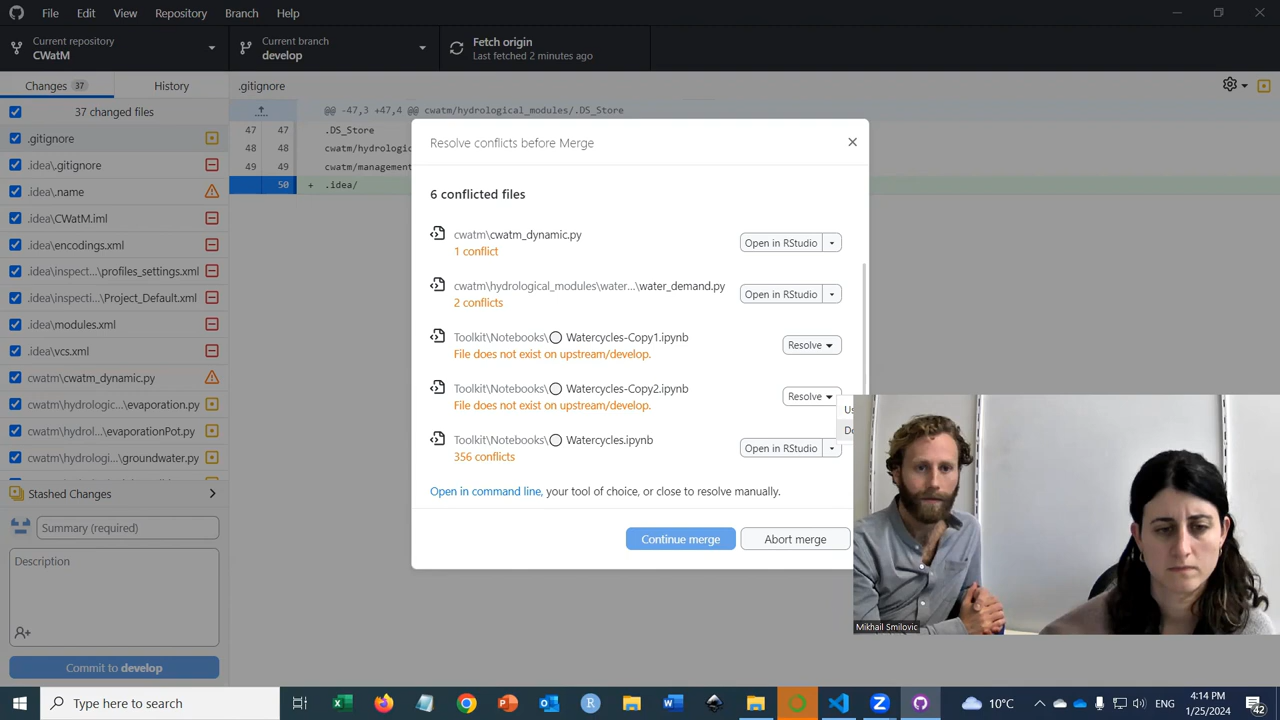 File Edit View Repository Branch Help
Current repository
CWatM
Current branch
develop
Fetch origin
Last fetched 2 minutes ago
Changes 37
History
.gitignore
37 changed files
@@ -47,3 +47,4 @@ cwatm/hydrological_modules/.DS_Store
.gitignore
47 47 .DS_Store
.idea\.gitignore
48 48 cwatm/hydrologic
49 49 cwatm/management
.idea\.name
50 + .idea/
.idea\CWatM.iml
.idea\encodings.xml
.idea\inspect...\profiles_settings.xml
.idea\inspecti...\Project_Default.xml
.idea\modules.xml
.idea\vcs.xml
cwatm\cwatm_dynamic.py
cwatm\hydrologic...\evaporation.py
cwatm\hydrol...\evaporationPot.py
cwatm\hydrologi...\groundwater.py
Stashed Changes
Summary (required)
Description
Commit to develop
Resolve conflicts before Merge
6 conflicted files
cwatm\cwatm_dynamic.py
1 conflict
Open in RStudio
cwatm\hydrological_modules\water...\water_demand.py
2 conflicts
Open in RStudio
Toolkit\Notebooks\◯ Watercycles-Copy1.ipynb
File does not exist on upstream/develop.
Resolve
Toolkit\Notebooks\◯ Watercycles-Copy2.ipynb
File does not exist on upstream/develop.
Resolve
Toolkit\Notebooks\◯ Watercycles.ipynb
356 conflicts
Open in RStudio
Open in command line, your tool of choice, or close to resolve manually.
Continue merge
Abort merge
Mikhail Smilovic
Type here to search
10°C
ENG
4:14 PM
1/25/2024
42